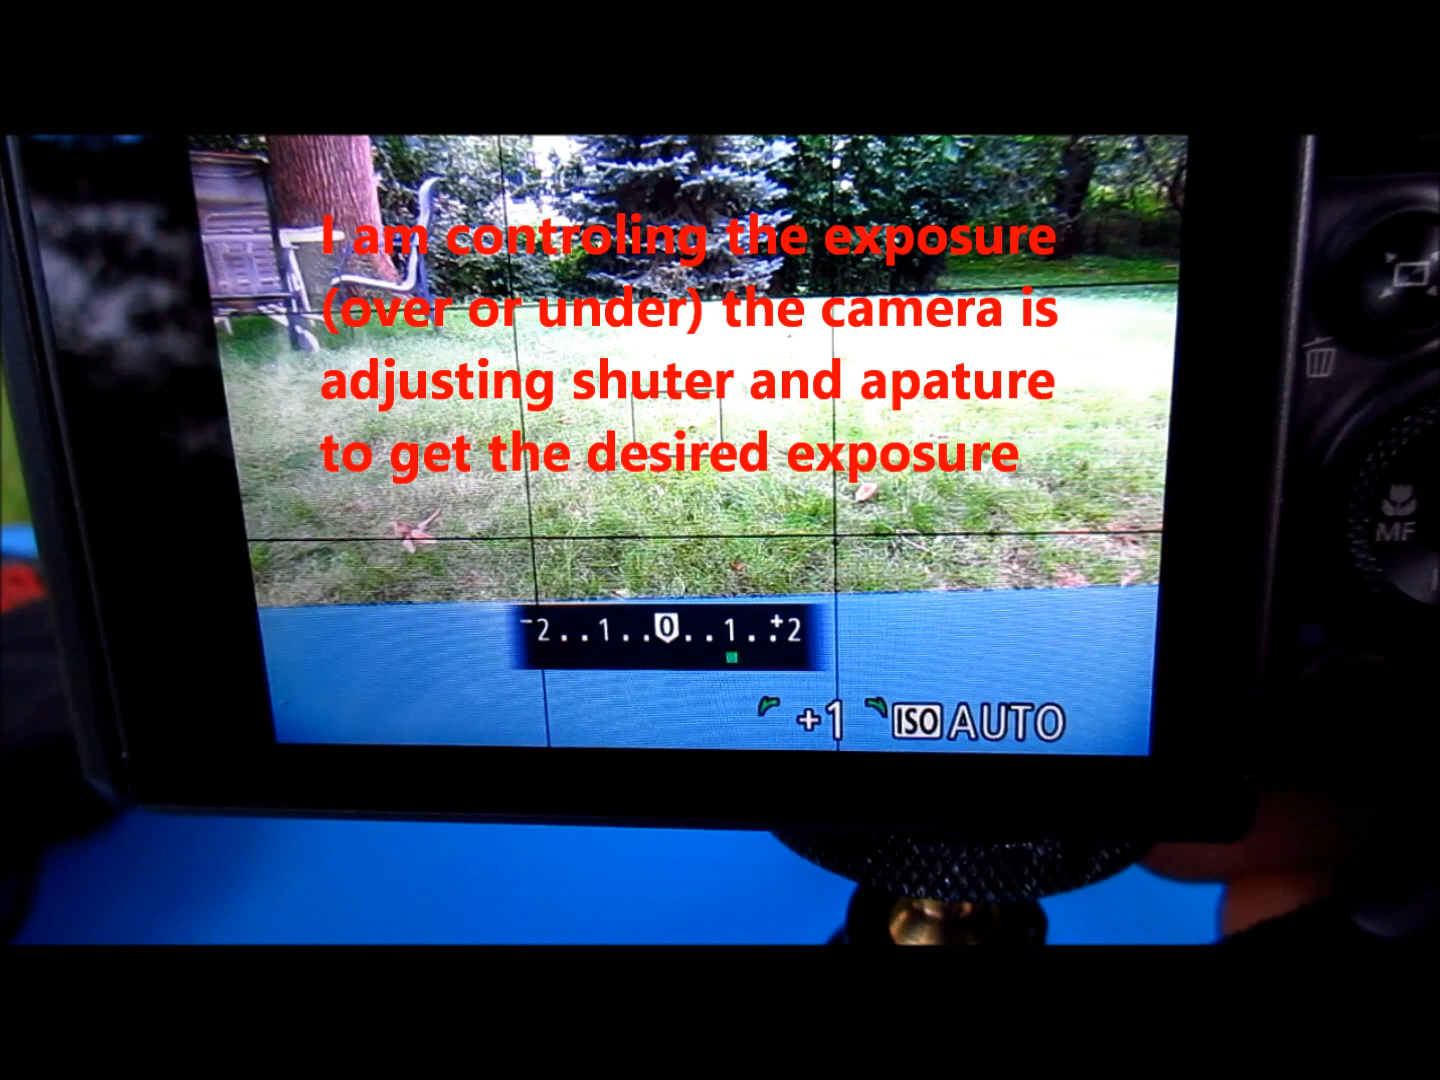 I am controling the exposure
(over or under) the camera is
adjusting shuter and apature
to get the desired exposure
-2..1..0..1..+2
+1 ISO AUTO
MF